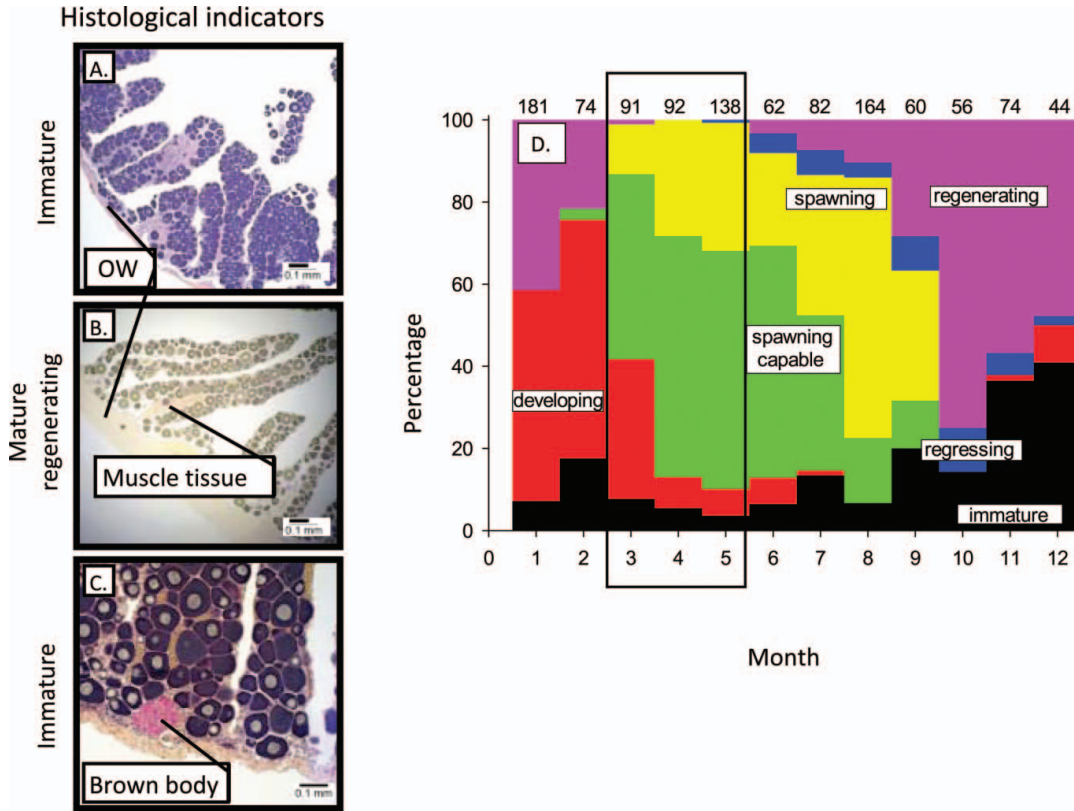 Histological indicators
Immature
A.
OW
0.1 mm
Mature
regenerating
B.
Muscle tissue
0.1 mm
Immature
C.
Brown body
0.1 mm
181 74 91 92 138 62 82 164 60 56 74 44
D.
Percentage
100
80
60
40
20
0
spawning
regenerating
spawning
capable
developing
regressing
immature
0 1 2 3 4 5 6 7 8 9 10 11 12
Month